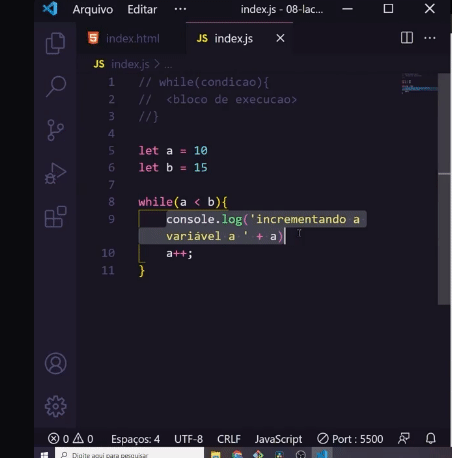 Arquivo Editar ··· index.js - 08-lac...
index.html JS index.js
JS index.js > ...
1 // while(condicao){
2 // <bloco de execucao>
3 //}
4
5 let a = 10
6 let b = 15
7
8 while(a < b){
9 console.log('incrementando a
variável a ' + a)
10 a++;
11 }
0 0 Espaços: 4 UTF-8 CRLF JavaScript Port : 5500
Digite aqui para pesquisar